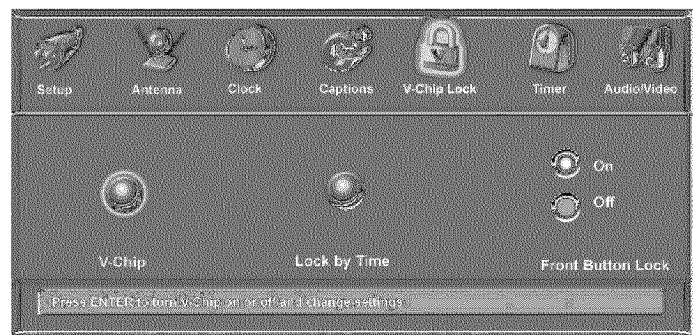 Setup Antenna Clock Captions V-Chip Lock Timer Audio/Video
On
Off
V-Chip Lock by Time Front Button Lock
Press ENTER to turn V-Chip on or off and change settings